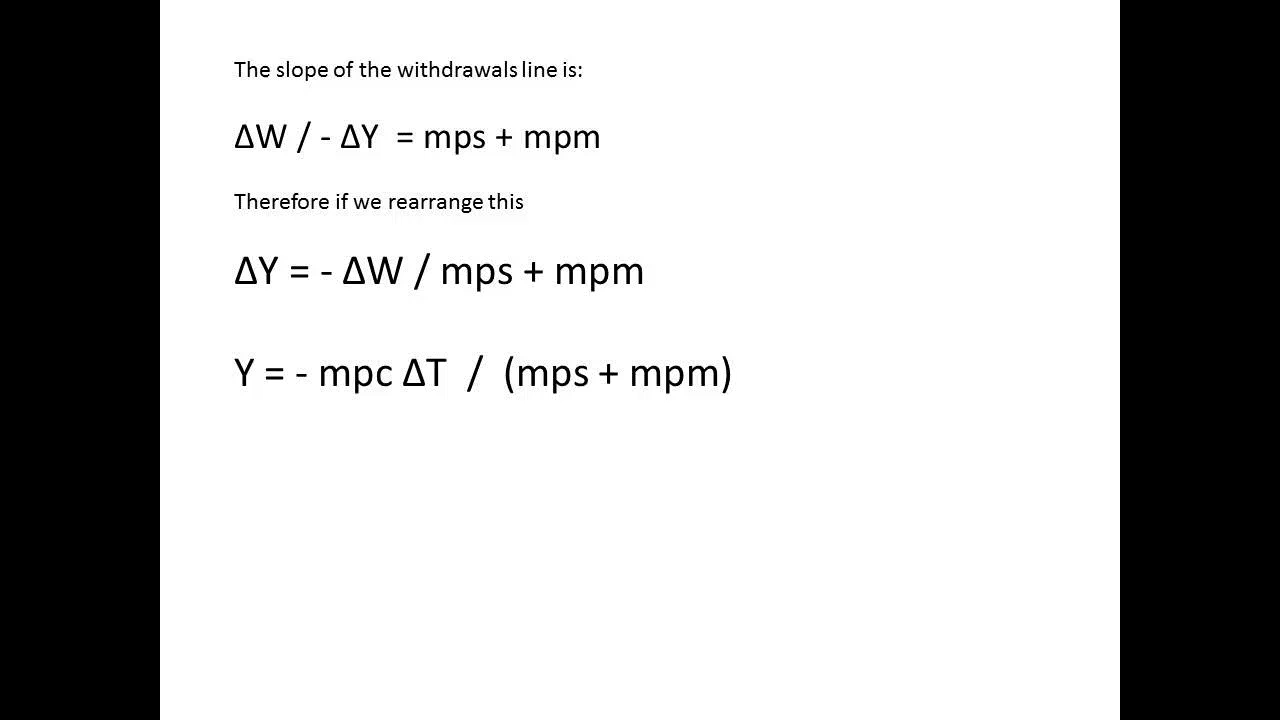 The slope of the withdrawals line is:
ΔW / - ΔY = mps + mpm
Therefore if we rearrange this
ΔY = - ΔW / mps + mpm
Y = - mpc ΔT / (mps + mpm)